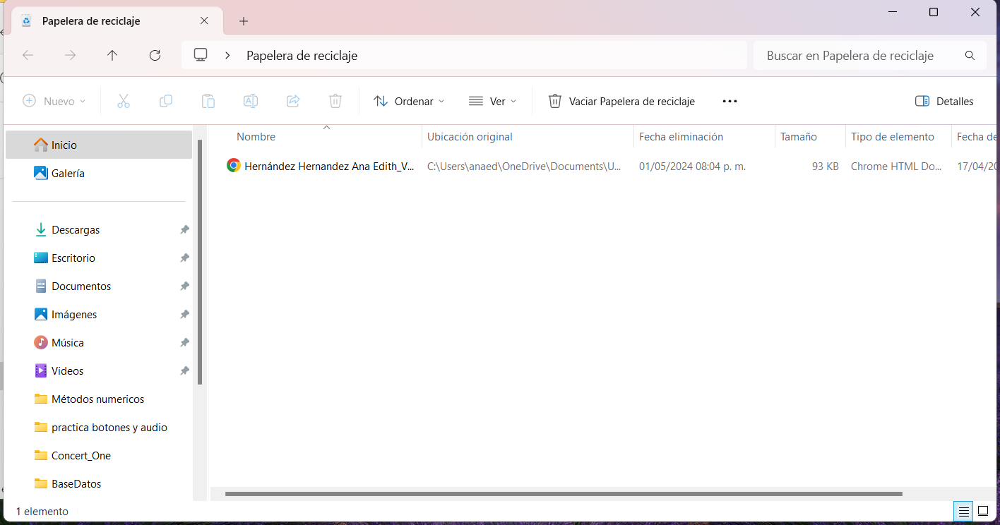 Papelera de reciclaje
Papelera de reciclaje
Buscar en Papelera de reciclaje
Nuevo
Ordenar
Ver
Vaciar Papelera de reciclaje
Detalles
Nombre Ubicación original Fecha eliminación Tamaño Tipo de elemento Fecha de
Hernández Hernandez Ana Edith_V... C:\Users\anaed\OneDrive\Documents\U... 01/05/2024 08:04 p. m. 93 KB Chrome HTML Do... 17/04/20
Inicio
Galería
Descargas
Escritorio
Documentos
Imágenes
Música
Videos
Métodos numericos
practica botones y audio
Concert_One
BaseDatos
1 elemento